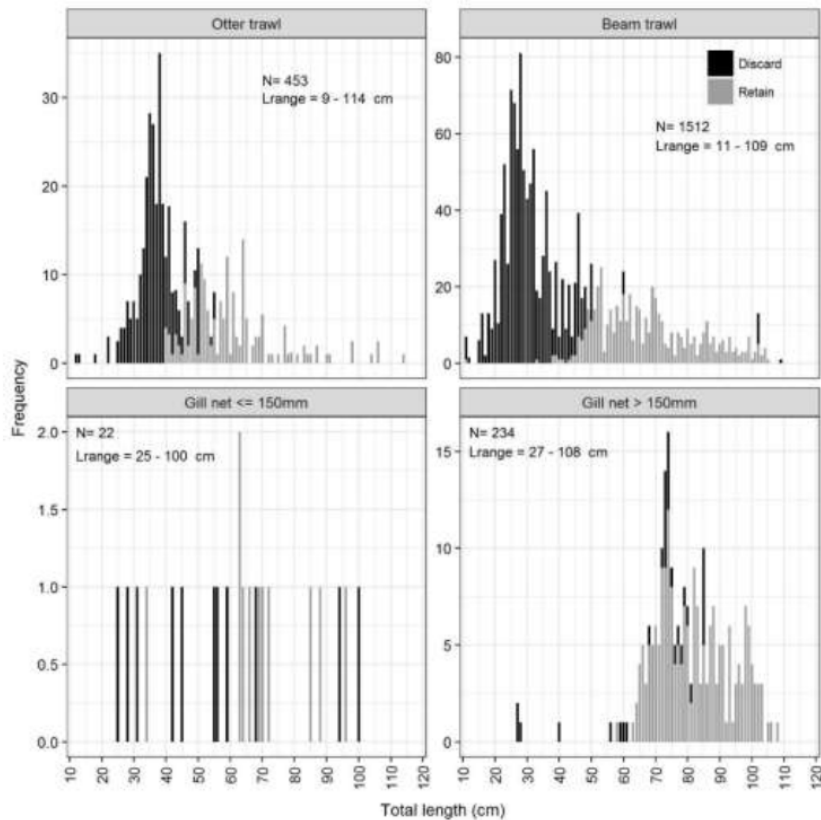 Otter trawl
Beam trawl
N= 453
Lrange = 9 - 114 cm
Discard
Retain
N= 1512
Lrange = 11 - 109 cm
30
20
10
0
80
60
40
20
0
Frequency
Gill net <= 150mm
Gill net > 150mm
N= 22
Lrange = 25 - 100 cm
N= 234
Lrange = 27 - 108 cm
2.0
1.5
1.0
0.5
0.0
15
10
5
0
10 20 30 40 50 60 70 80 90 100 110 120
10 20 30 40 50 60 70 80 90 100 110 120
Total length (cm)